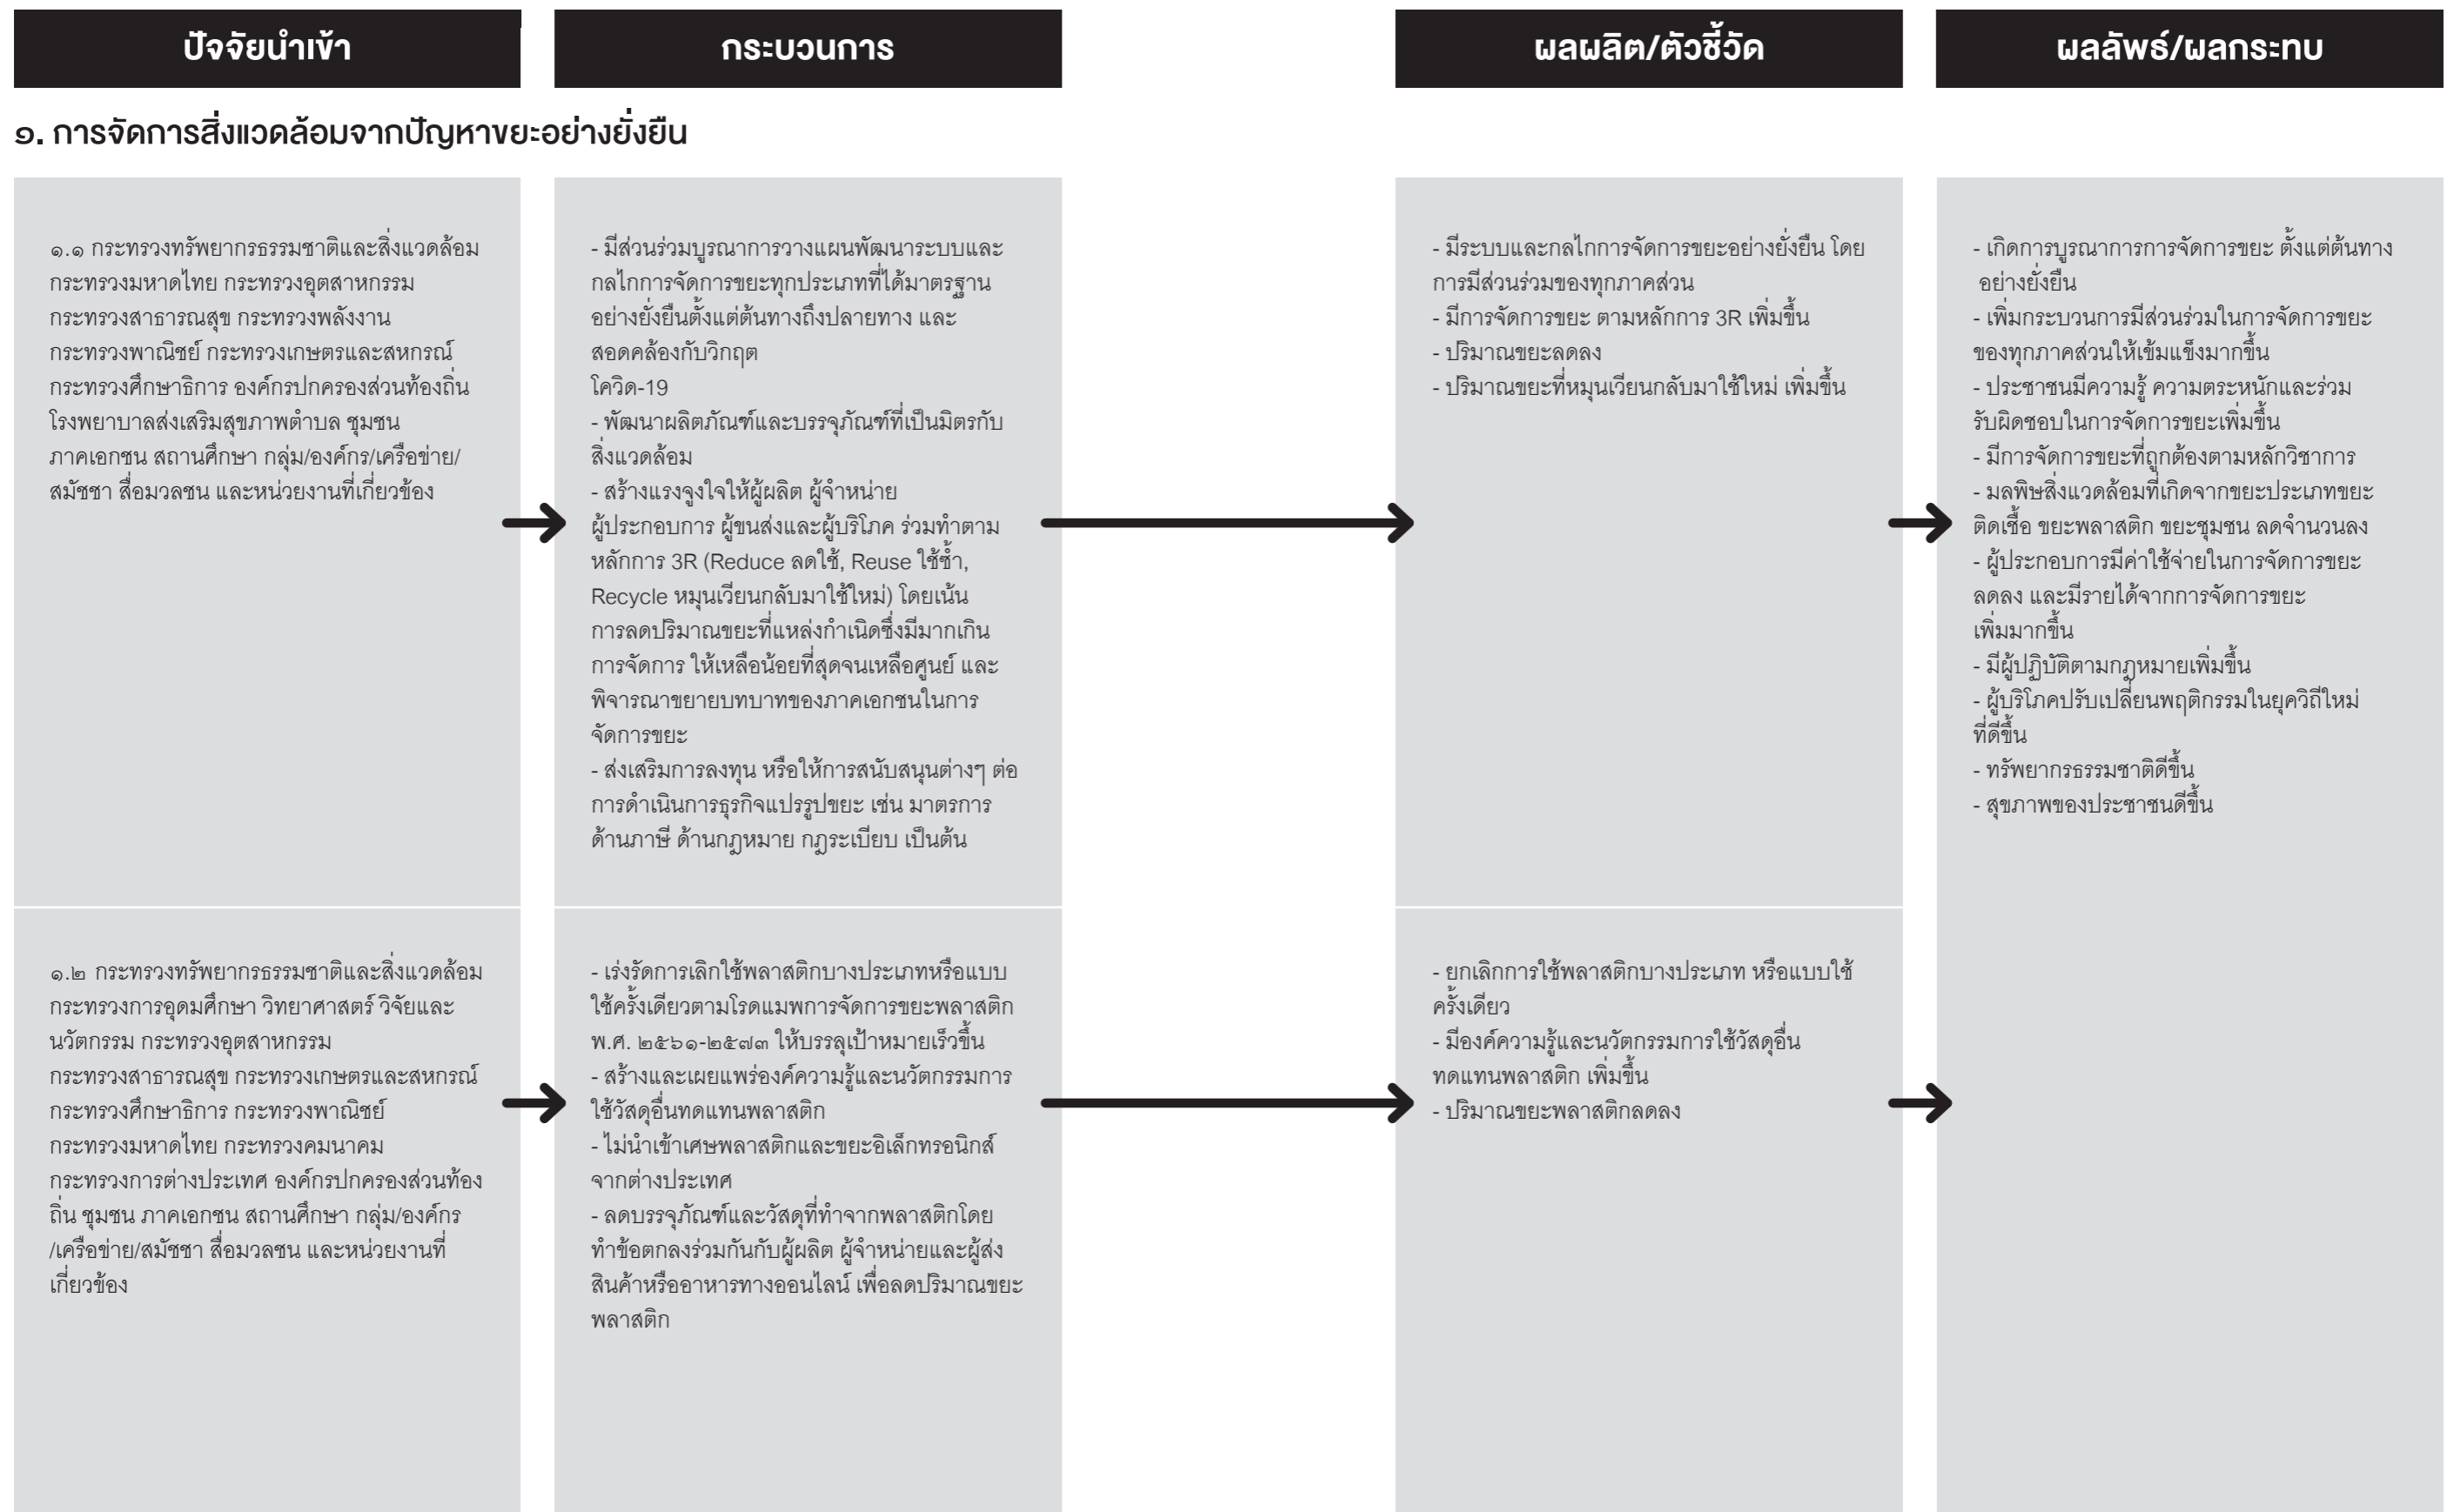 ปัจจัยนำเข้า
กระบวนการ
ผลผลิต/ตัวชี้วัด
ผลลัพธ์/ผลกระทบ
๑. การจัดการสิ่งแวดล้อมจากปัญหาขยะอย่างยั่งยืน
๑.๑ กระทรวงทรัพยากรธรรมชาติและสิ่งแวดล้อม
กระทรวงมหาดไทย กระทรวงอุตสาหกรรม
กระทรวงสาธารณสุข กระทรวงพลังงาน
กระทรวงพาณิชย์ กระทรวงเกษตรและสหกรณ์
กระทรวงศึกษาธิการ องค์กรปกครองส่วนท้องถิ่น
โรงพยาบาลส่งเสริมสุขภาพตำบล ชุมชน
ภาคเอกชน สถานศึกษา กลุ่ม/องค์กร/เครือข่าย/
สมัชชา สื่อมวลชน และหน่วยงานที่เกี่ยวข้อง
- มีส่วนร่วมบูรณาการวางแผนพัฒนาระบบและ
กลไกการจัดการขยะทุกประเภทที่ได้มาตรฐาน
อย่างยั่งยืนตั้งแต่ต้นทางถึงปลายทาง และ
สอดคล้องกับวิกฤต
โควิด-19
- พัฒนาผลิตภัณฑ์และบรรจุภัณฑ์ที่เป็นมิตรกับ
สิ่งแวดล้อม
- สร้างแรงจูงใจให้ผู้ผลิต ผู้จำหน่าย
ผู้ประกอบการ ผู้ขนส่งและผู้บริโภค ร่วมทำตาม
หลักการ 3R (Reduce ลดใช้, Reuse ใช้ซ้ำ,
Recycle หมุนเวียนกลับมาใช้ใหม่) โดยเน้น
การลดปริมาณขยะที่แหล่งกำเนิดซึ่งมีมากเกิน
การจัดการ ให้เหลือน้อยที่สุดจนเหลือศูนย์ และ
พิจารณาขยายบทบาทของภาคเอกชนในการ
จัดการขยะ
- ส่งเสริมการลงทุน หรือให้การสนับสนุนต่างๆ ต่อ
การดำเนินการธุรกิจแปรรูปขยะ เช่น มาตรการ
ด้านภาษี ด้านกฎหมาย กฎระเบียบ เป็นต้น
- มีระบบและกลไกการจัดการขยะอย่างยั่งยืน โดย
การมีส่วนร่วมของทุกภาคส่วน
- มีการจัดการขยะ ตามหลักการ 3R เพิ่มขึ้น
- ปริมาณขยะลดลง
- ปริมาณขยะที่หมุนเวียนกลับมาใช้ใหม่ เพิ่มขึ้น
- เกิดการบูรณาการการจัดการขยะ ตั้งแต่ต้นทาง
อย่างยั่งยืน
- เพิ่มกระบวนการมีส่วนร่วมในการจัดการขยะ
ของทุกภาคส่วนให้เข้มแข็งมากขึ้น
- ประชาชนมีความรู้ ความตระหนักและร่วม
รับผิดชอบในการจัดการขยะเพิ่มขึ้น
- มีการจัดการขยะที่ถูกต้องตามหลักวิชาการ
- มลพิษสิ่งแวดล้อมที่เกิดจากขยะประเภทขยะ
ติดเชื้อ ขยะพลาสติก ขยะชุมชน ลดจำนวนลง
- ผู้ประกอบการมีค่าใช้จ่ายในการจัดการขยะ
ลดลง และมีรายได้จากการจัดการขยะ
เพิ่มมากขึ้น
- มีผู้ปฏิบัติตามกฎหมายเพิ่มขึ้น
- ผู้บริโภคปรับเปลี่ยนพฤติกรรมในยุควิถีใหม่
ที่ดีขึ้น
- ทรัพยากรธรรมชาติดีขึ้น
- สุขภาพของประชาชนดีขึ้น
๑.๒ กระทรวงทรัพยากรธรรมชาติและสิ่งแวดล้อม
กระทรวงการอุดมศึกษา วิทยาศาสตร์ วิจัยและ
นวัตกรรม กระทรวงอุตสาหกรรม
กระทรวงสาธารณสุข กระทรวงเกษตรและสหกรณ์
กระทรวงศึกษาธิการ กระทรวงพาณิชย์
กระทรวงมหาดไทย กระทรวงคมนาคม
กระทรวงการต่างประเทศ องค์กรปกครองส่วนท้อง
ถิ่น ชุมชน ภาคเอกชน สถานศึกษา กลุ่ม/องค์กร
/เครือข่าย/สมัชชา สื่อมวลชน และหน่วยงานที่
เกี่ยวข้อง
- เร่งรัดการเลิกใช้พลาสติกบางประเภทหรือแบบ
ใช้ครั้งเดียวตามโรดแมพการจัดการขยะพลาสติก
พ.ศ. ๒๕๖๑-๒๕๗๓ ให้บรรลุเป้าหมายเร็วขึ้น
- สร้างและเผยแพร่องค์ความรู้และนวัตกรรมการ
ใช้วัสดุอื่นทดแทนพลาสติก
- ไม่นำเข้าเศษพลาสติกและขยะอิเล็กทรอนิกส์
จากต่างประเทศ
- ลดบรรจุภัณฑ์และวัสดุที่ทำจากพลาสติกโดย
ทำข้อตกลงร่วมกันกับผู้ผลิต ผู้จำหน่ายและผู้ส่ง
สินค้าหรืออาหารทางออนไลน์ เพื่อลดปริมาณขยะ
พลาสติก
- ยกเลิกการใช้พลาสติกบางประเภท หรือแบบใช้
ครั้งเดียว
- มีองค์ความรู้และนวัตกรรมการใช้วัสดุอื่น
ทดแทนพลาสติก เพิ่มขึ้น
- ปริมาณขยะพลาสติกลดลง